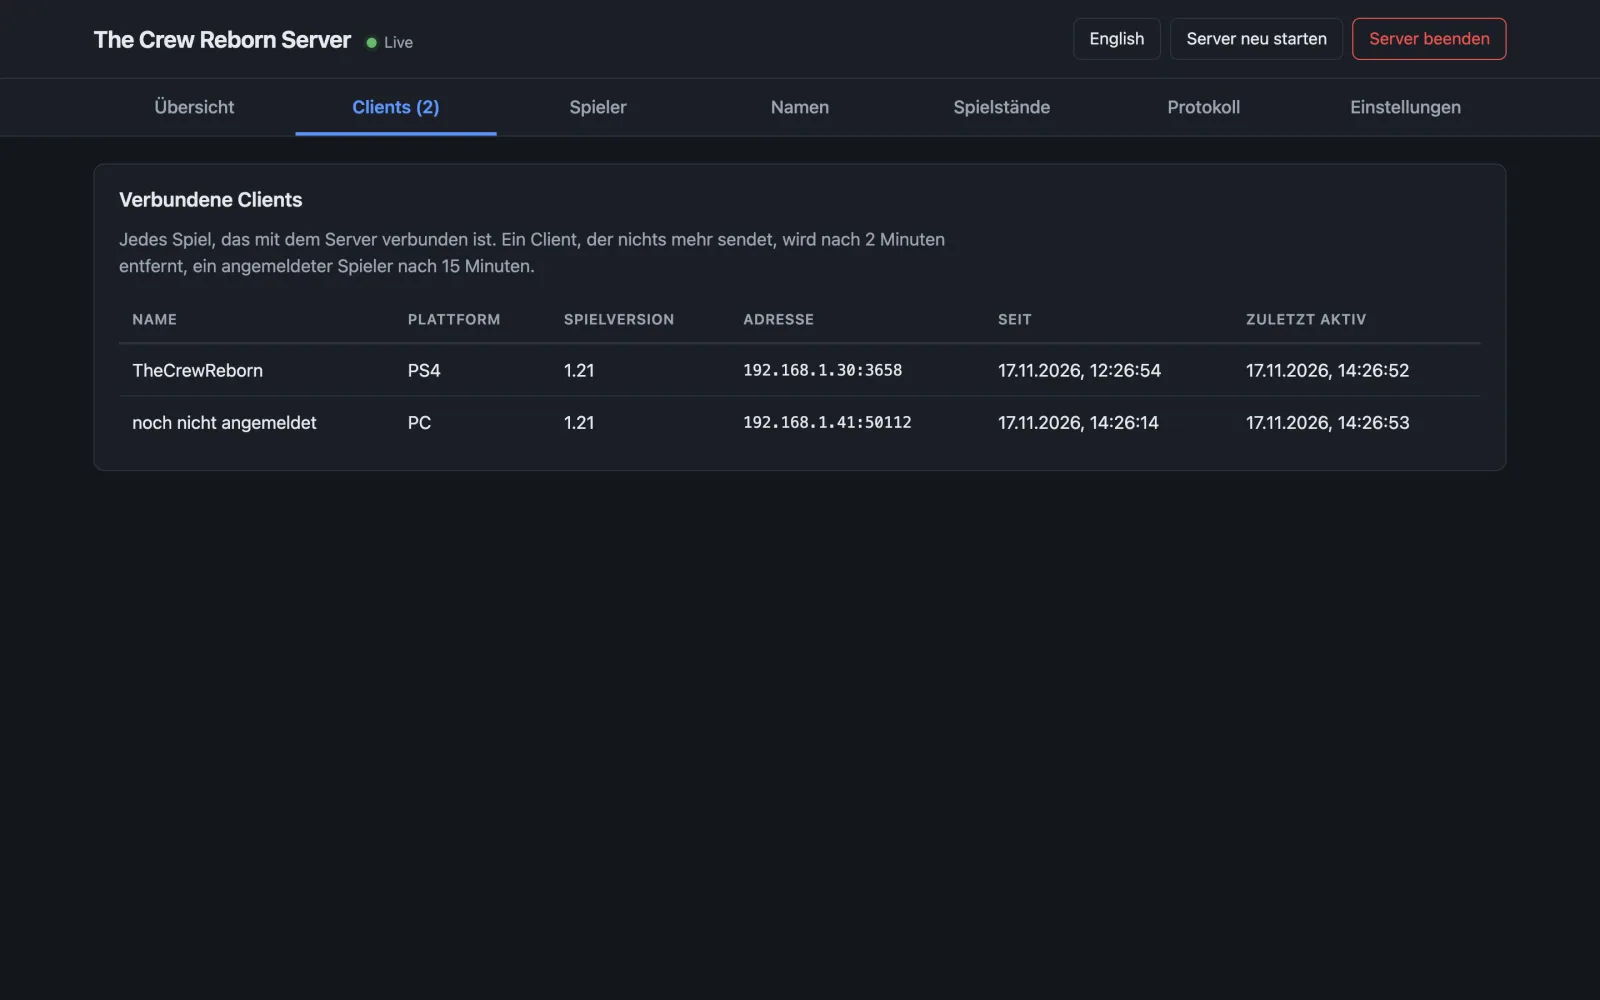 The Crew Reborn Server
Live
English
Server neu starten
Server beenden
Übersicht
Clients (2)
Spieler
Namen
Spielstände
Protokoll
Einstellungen
Verbundene Clients
Jedes Spiel, das mit dem Server verbunden ist. Ein Client, der nichts mehr sendet, wird nach 2 Minuten
entfernt, ein angemeldeter Spieler nach 15 Minuten.
NAME PLATTFORM SPIELVERSION ADRESSE SEIT ZULETZT AKTIV
TheCrewReborn PS4 1.21 192.168.1.30:3658 17.11.2026, 12:26:54 17.11.2026, 14:26:52
noch nicht angemeldet PC 1.21 192.168.1.41:50112 17.11.2026, 14:26:14 17.11.2026, 14:26:53